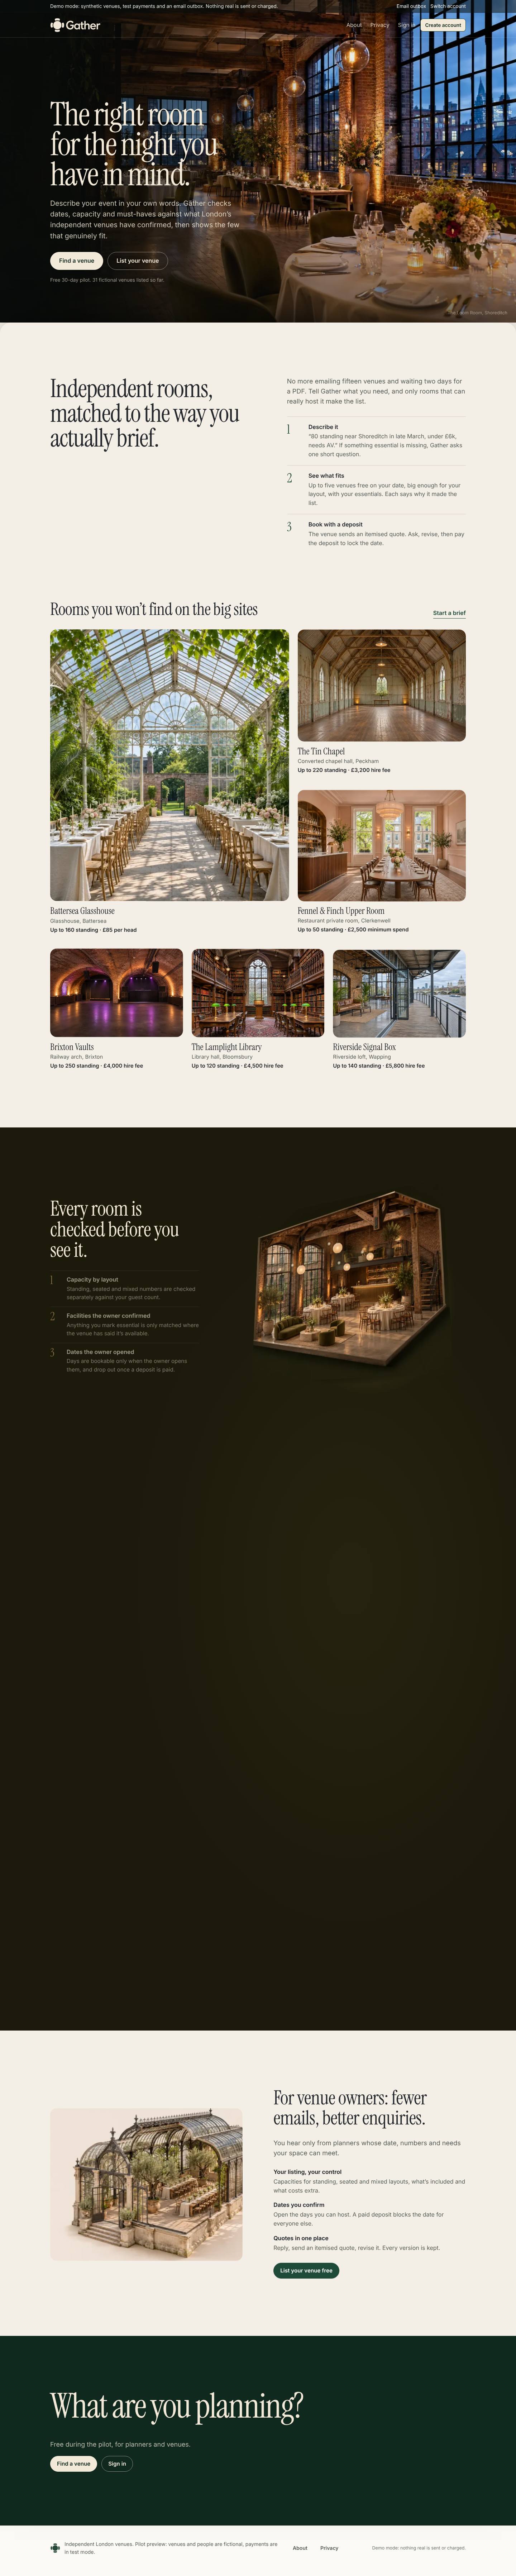 Demo mode: synthetic venues, test payments and an email outbox. Nothing real is sent or charged.
Email outbox Switch account
Gather
About Privacy Sign in Create account
The right room
for the night you
have in mind.
Describe your event in your own words. Gather checks
dates, capacity and must-haves against what London's
independent venues have confirmed, then shows the few
that genuinely fit.
Find a venue
List your venue
Free 30-day pilot. 31 fictional venues listed so far.
Room, Shoreditch
Independent rooms,
matched to the way you
actually brief.
No more emailing fifteen venues and waiting two days for
a PDF. Tell Gather what you need, and only rooms that can
really host it make the list.
1
Describe it
"80 standing near Shoreditch in late March, under £6k,
needs AV." If something essential is missing, Gather asks
one short question.
2
See what fits
Up to five venues free on your date, big enough for your
layout, with your essentials. Each says why it made the
list.
3
Book with a deposit
The venue sends an itemised quote. Ask, revise, then pay
the deposit to lock the date.
Rooms you won't find on the big sites
Start a brief
The Tin Chapel
Converted chapel hall, Peckham
Up to 220 standing · £3,200 hire fee
Battersea Glasshouse
Glasshouse, Battersea
Up to 160 standing · £85 per head
Fennel & Finch Upper Room
Restaurant private room, Clerkenwell
Up to 50 standing · £2,500 minimum spend
Brixton Vaults
Railway arch, Brixton
Up to 250 standing · £4,000 hire fee
The Lamplight Library
Library hall, Bloomsbury
Up to 120 standing · £4,500 hire fee
Riverside Signal Box
Riverside loft, Wapping
Up to 140 standing · £5,800 hire fee
Every room is
checked before you
see it.
1
Capacity by layout
Standing, seated and mixed numbers are checked
separately against your guest count.
2
Facilities the owner confirmed
Anything you mark essential is only matched where
the venue has said it's available.
3
Dates the owner opened
Days are bookable only when the owner opens
them, and drop out once a deposit is paid.
For venue owners: fewer
emails, better enquiries.
You hear only from planners whose date, numbers and needs
your space can meet.
Your listing, your control
Capacities for standing, seated and mixed layouts, what's included and
what costs extra.
Dates you confirm
Open the days you can host. A paid deposit blocks the date for
everyone else.
Quotes in one place
Reply, send an itemised quote, revise it. Every version is kept.
List your venue free
What are you planning?
Free during the pilot, for planners and venues.
Find a venue
Sign in
Independent London venues. Pilot preview: venues and people are fictional, payments are
in test mode.
About
Privacy
Demo mode: nothing real is sent or charged.